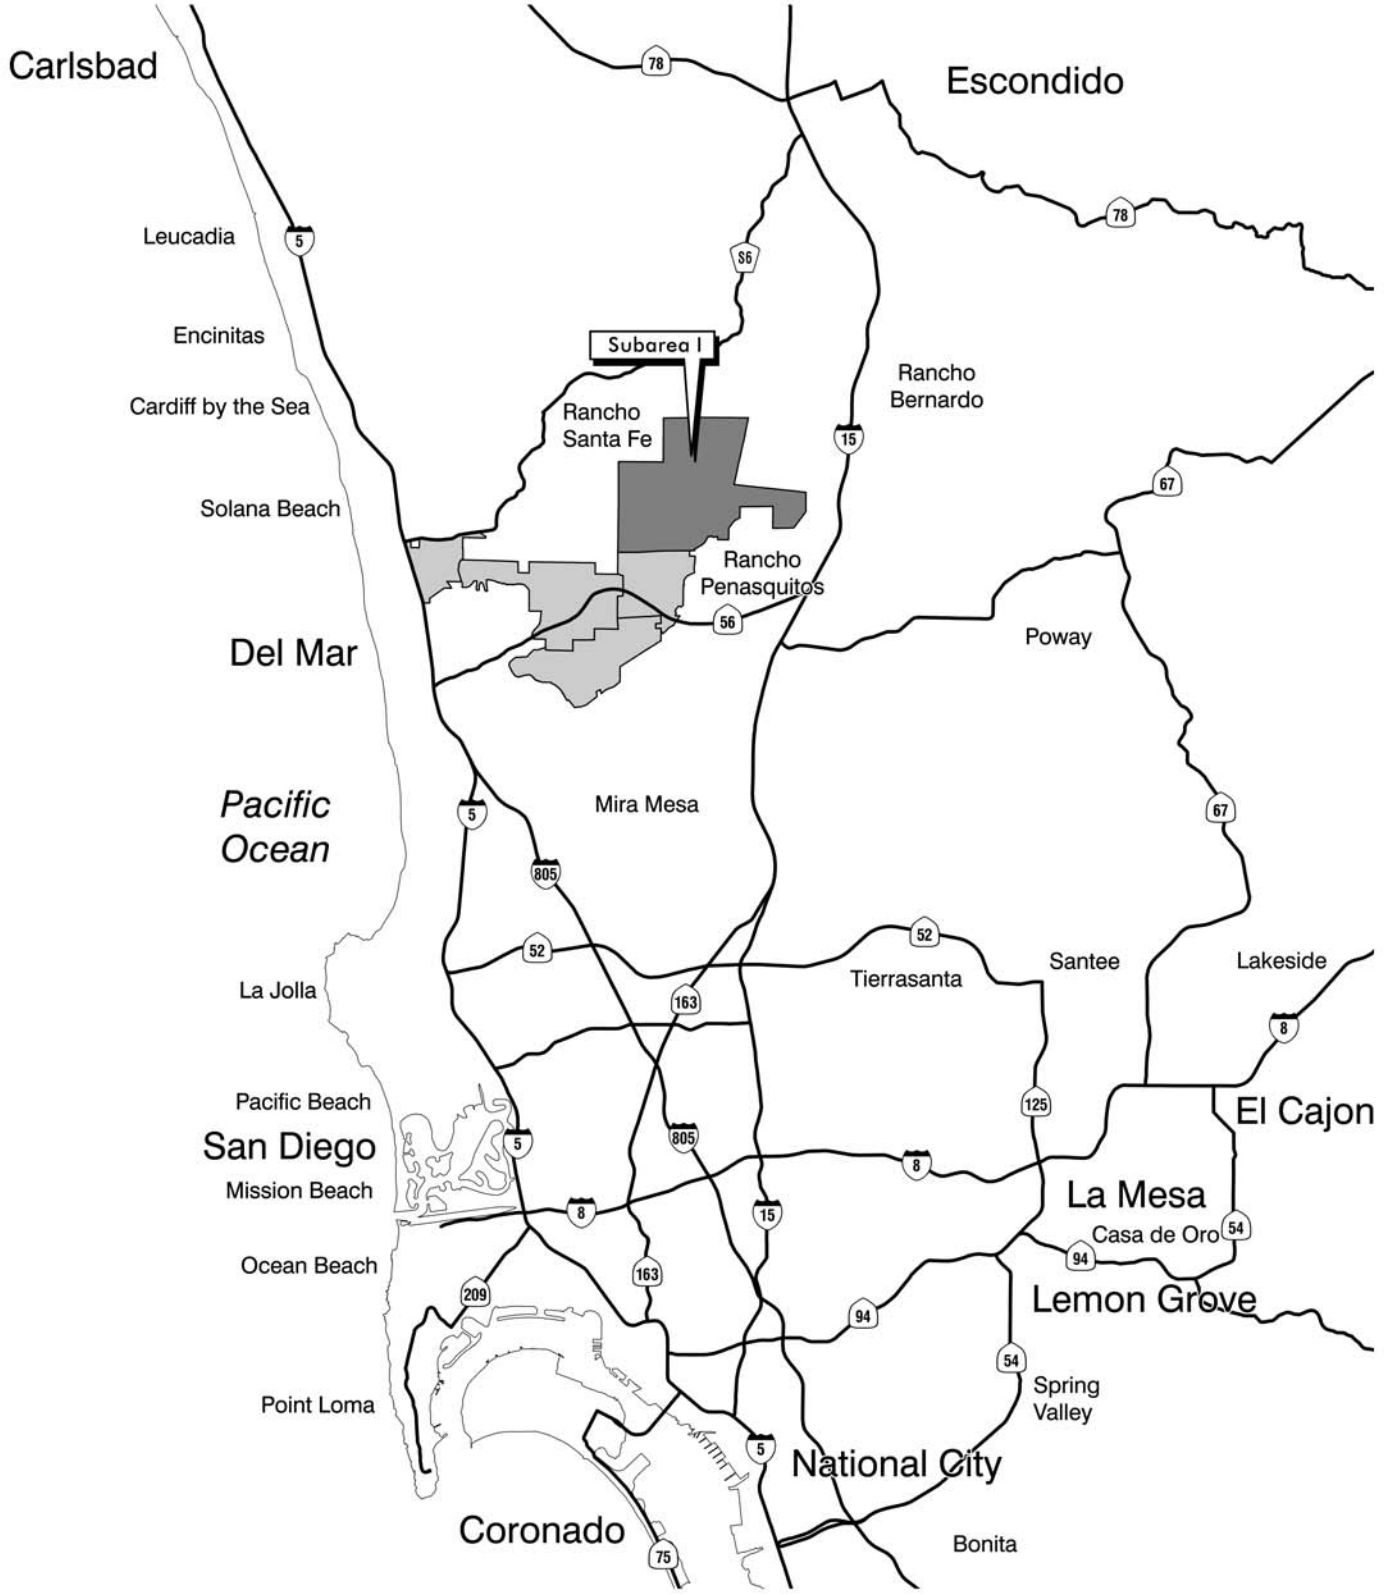 Carlsbad
78
Escondido
78
Leucadia
5
S6
Encinitas
Subarea I
Rancho
Bernardo
Cardiff by the Sea
Rancho
Santa Fe
15
67
Solana Beach
Rancho
Penasquitos
56
Poway
Del Mar
Pacific
Ocean
Mira Mesa
5
67
805
52
52
Santee
Lakeside
La Jolla
Tierrasanta
163
8
Pacific Beach
125
El Cajon
San Diego
5
805
8
Mission Beach
La Mesa
8
15
Casa de Oro
54
Ocean Beach
94
163
209
Lemon Grove
94
54
Spring
Valley
Point Loma
5
National City
Coronado
Bonita
75